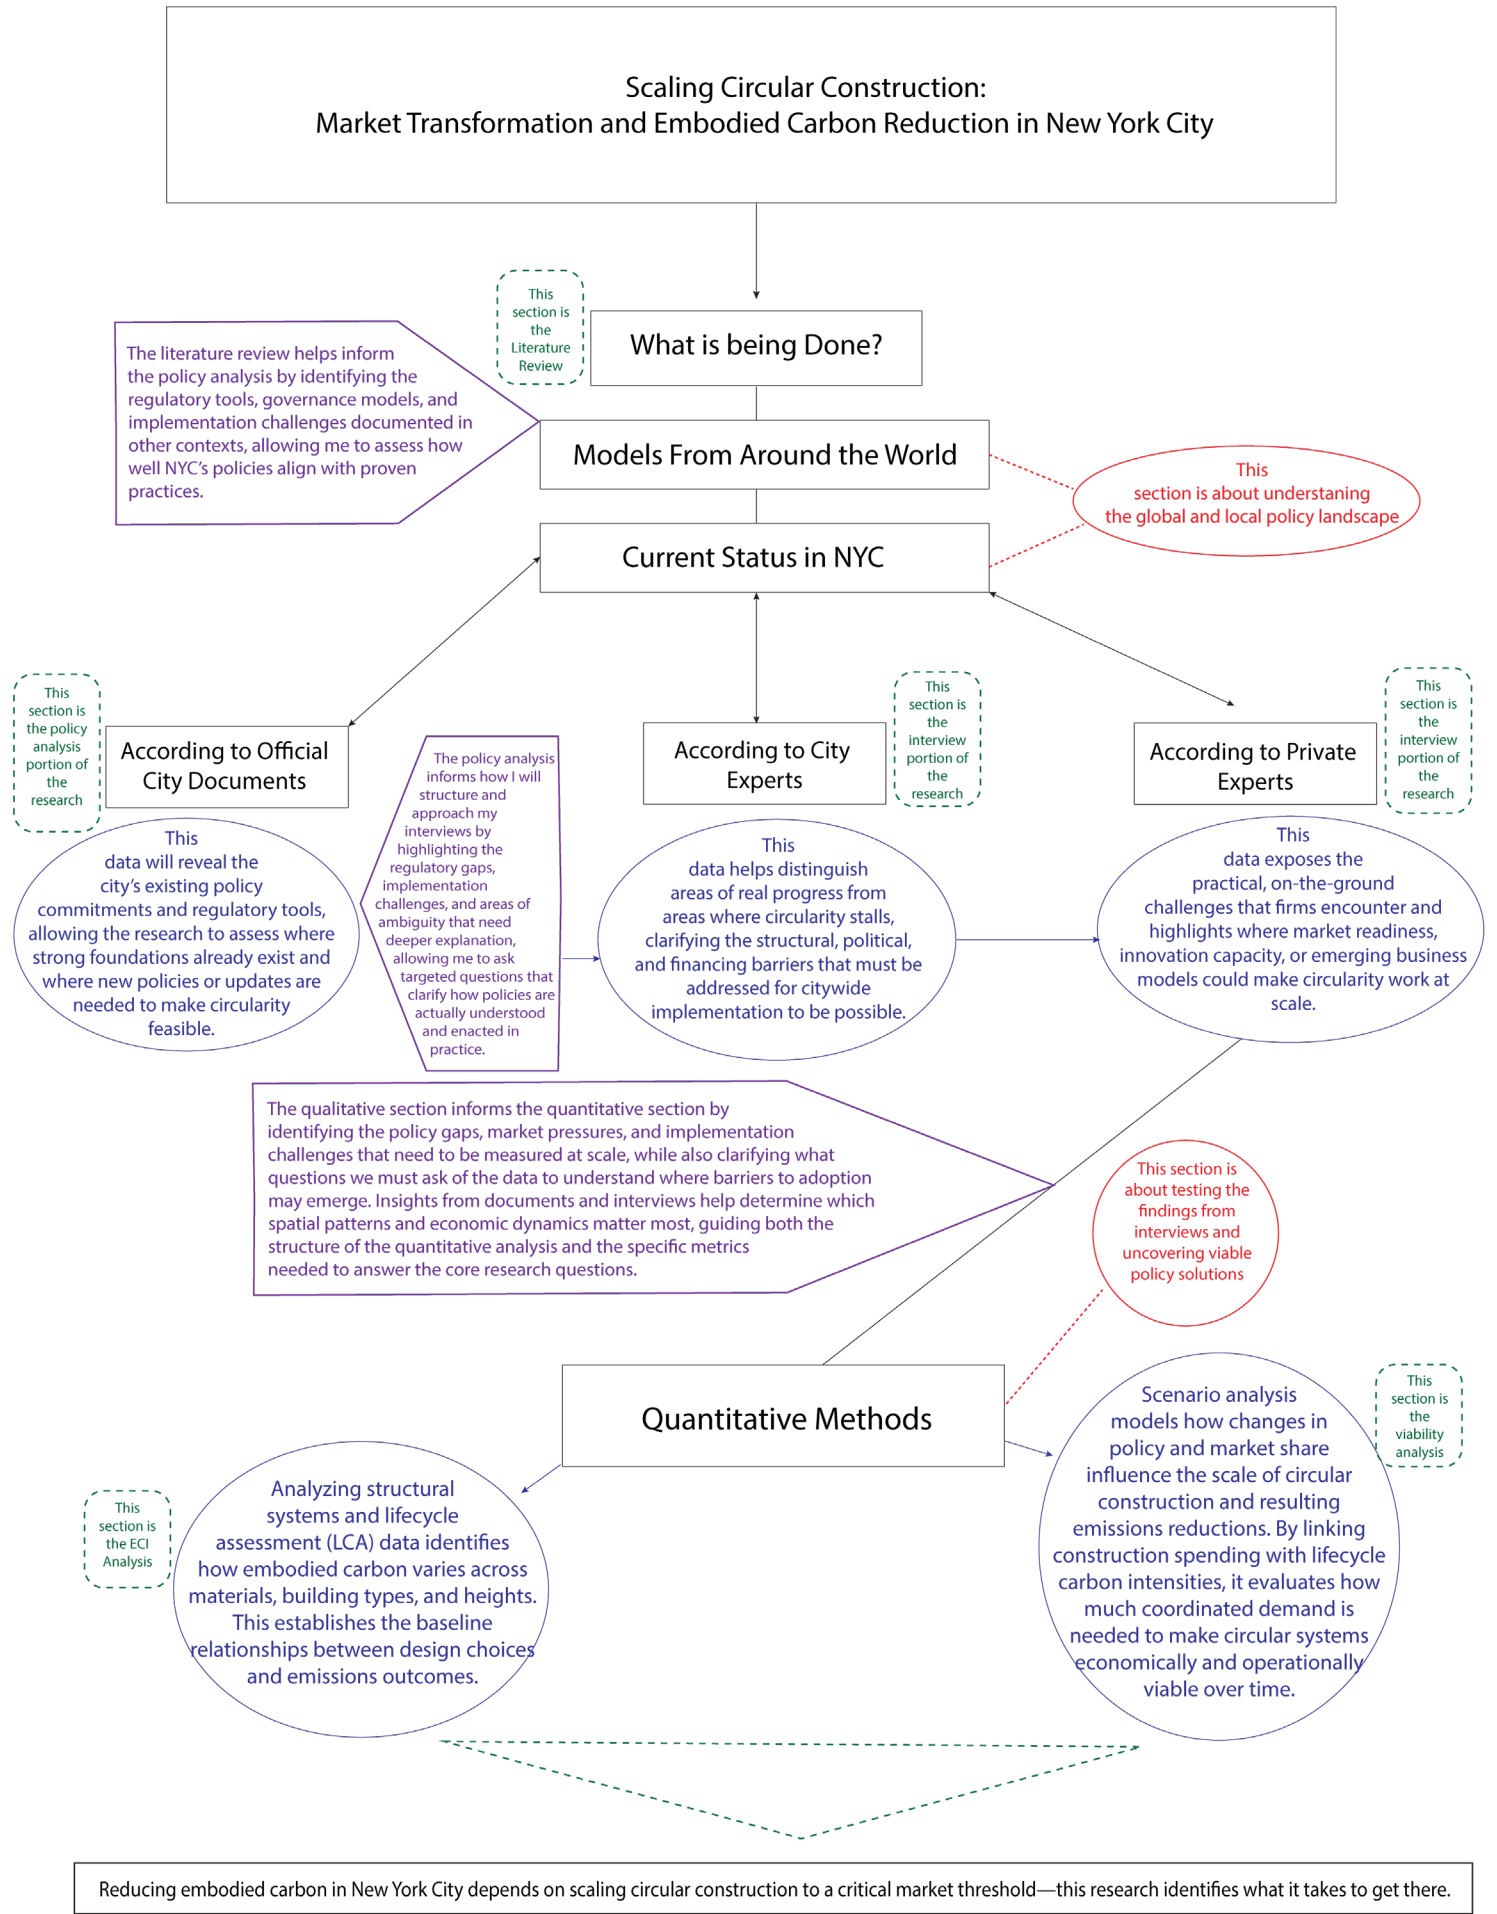 Scaling Circular Construction:
Market Transformation and Embodied Carbon Reduction in New York City
This
section is
the
Literature
Review
What is being Done?
The literature review helps inform
the policy analysis by identifying the
regulatory tools, governance models, and
implementation challenges documented in
other contexts, allowing me to assess how
well NYC's policies align with proven
practices.
Models From Around the World
This
section is about understaning
the global and local policy landscape
Current Status in NYC
This
section is
the policy
analysis
portion of
the
research
According to Official
City Documents
This
data will reveal the
city's existing policy
commitments and regulatory tools,
allowing the research to assess where
strong foundations already exist and
where new policies or updates are
needed to make circularity
feasible.
The policy analysis
informs how I will
structure and
approach my
interviews by
highlighting the
regulatory gaps,
implementation
challenges, and areas of
ambiguity that need
deeper explanation,
allowing me to ask
targeted questions that
clarify how policies are
actually understood
and enacted in
practice.
According to City
Experts
This
section is
the
interview
portion of
the
research
This
data helps distinguish
areas of real progress from
areas where circularity stalls,
clarifying the structural, political,
and financing barriers that must be
addressed for citywide
implementation to be possible.
According to Private
Experts
This
section is
the
interview
portion of
the
research
This
data exposes the
practical, on-the-ground
challenges that firms encounter and
highlights where market readiness,
innovation capacity, or emerging business
models could make circularity work at
scale.
The qualitative section informs the quantitative section by
identifying the policy gaps, market pressures, and implementation
challenges that need to be measured at scale, while also clarifying what
questions we must ask of the data to understand where barriers to adoption
may emerge. Insights from documents and interviews help determine which
spatial patterns and economic dynamics matter most, guiding both the
structure of the quantitative analysis and the specific metrics
needed to answer the core research questions.
This section is
about testing the
findings from
interviews and
uncovering viable
policy solutions
Quantitative Methods
This
section is
the ECI
Analysis
Analyzing structural
systems and lifecycle
assessment (LCA) data identifies
how embodied carbon varies across
materials, building types, and heights.
This establishes the baseline
relationships between design choices
and emissions outcomes.
Scenario analysis
models how changes in
policy and market share
influence the scale of circular
construction and resulting
emissions reductions. By linking
construction spending with lifecycle
carbon intensities, it evaluates how
much coordinated demand is
needed to make circular systems
economically and operationally
viable over time.
This
section is
the
viability
analysis
Reducing embodied carbon in New York City depends on scaling circular construction to a critical market threshold—this research identifies what it takes to get there.